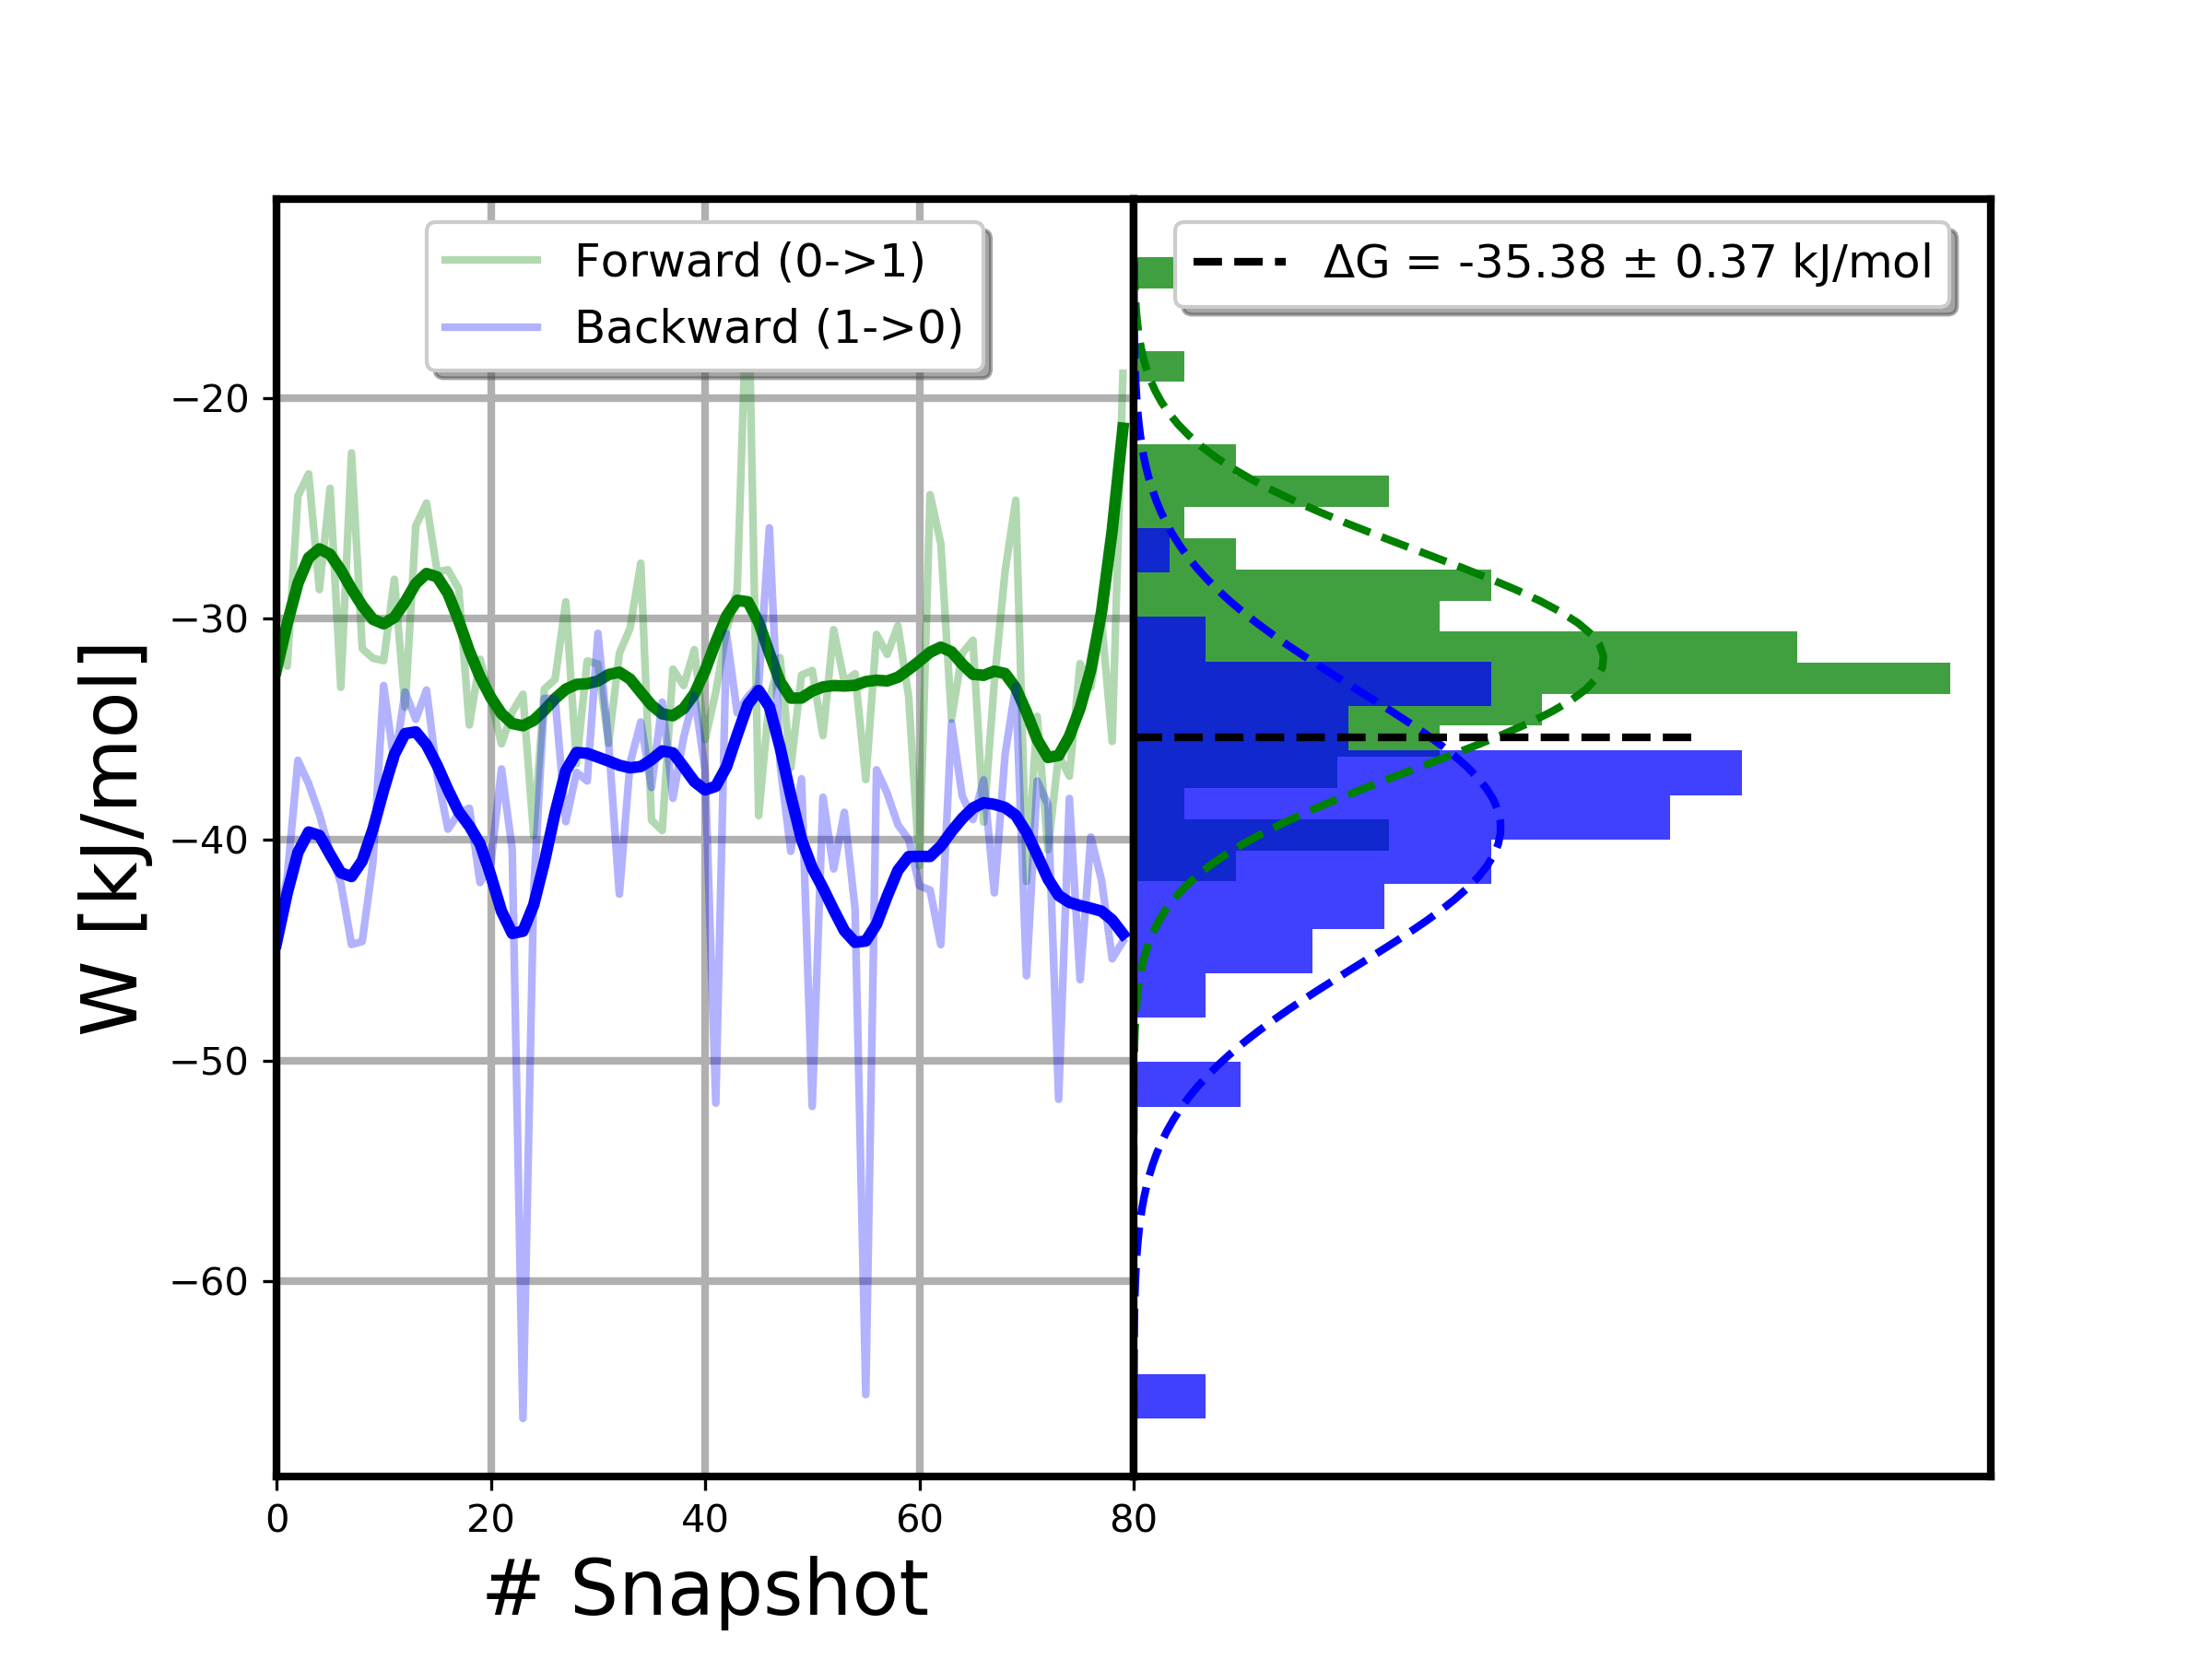 Forward (0->1)
Backward (1->0)
ΔG = -35.38 ± 0.37 kJ/mol
W [kJ/mol]
−20
−30
−40
−50
−60
0 20 40 60 80
# Snapshot